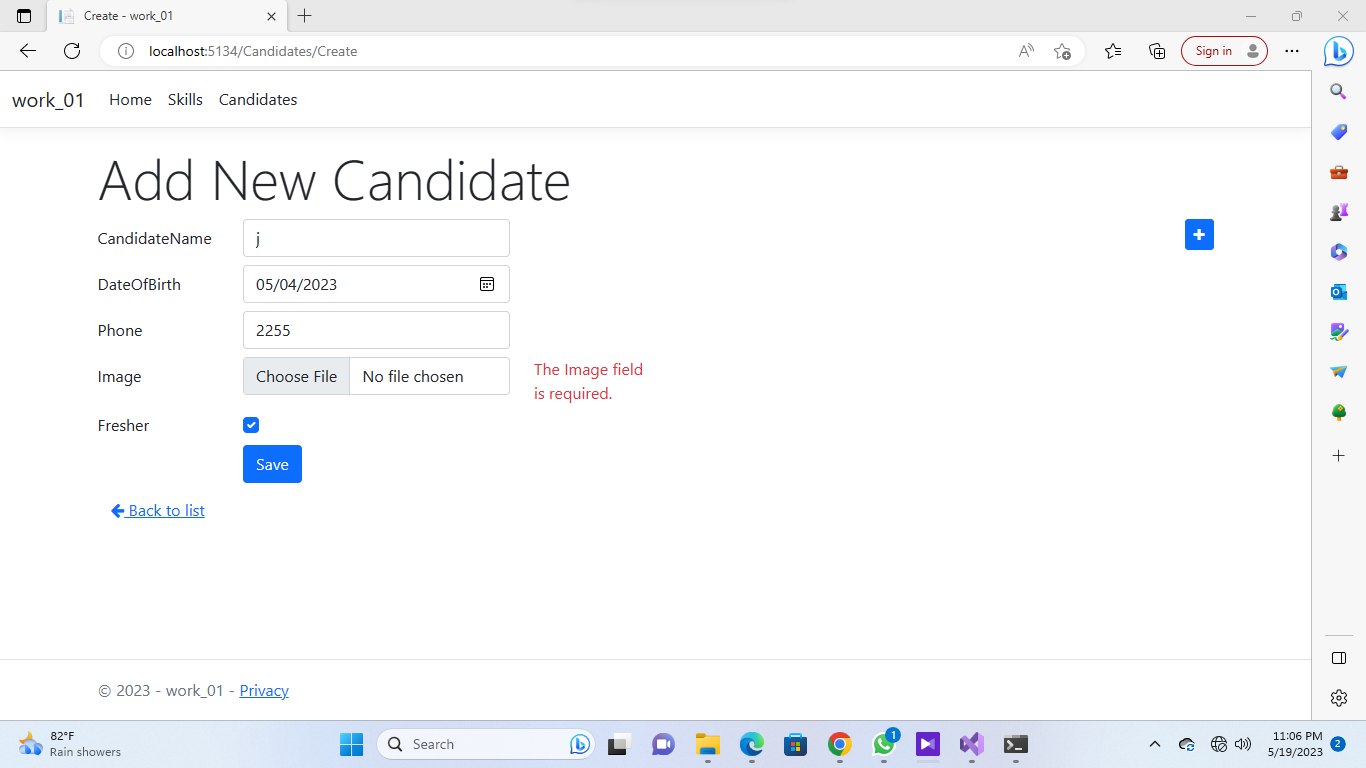 Create - work_01
localhost:5134/Candidates/Create
Sign in
work_01 Home Skills Candidates
Add New Candidate
CandidateName j
DateOfBirth 05/04/2023
Phone 2255
Image Choose File No file chosen The Image field
is required.
Fresher
Save
Back to list
© 2023 - work_01 - Privacy
82°F
Rain showers
Search
1
11:06 PM
5/19/2023
2